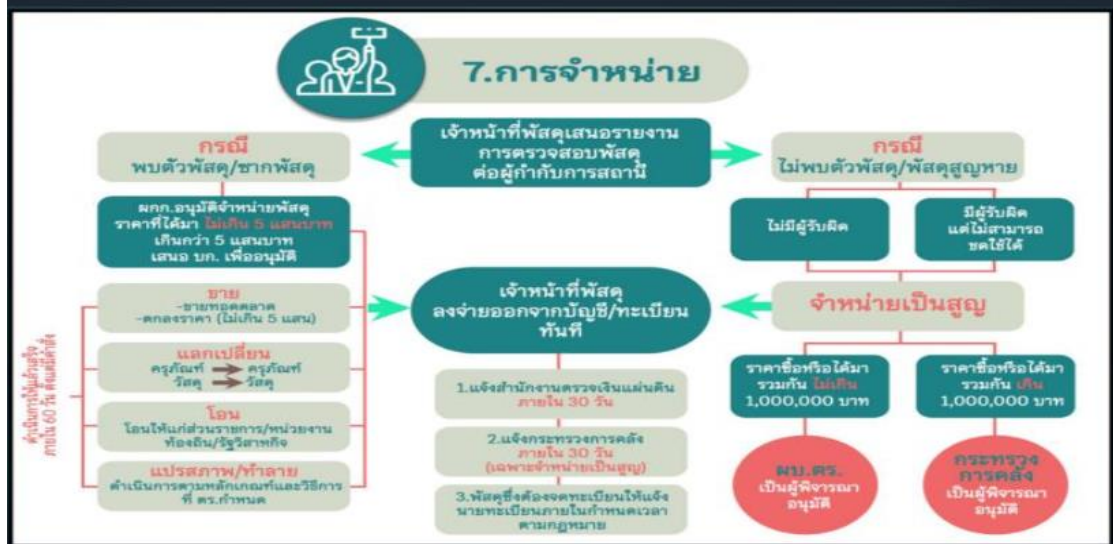 7.การจำหน่าย
เจ้าหน้าที่พัสดุเสนอรายงาน
การตรวจสอบพัสดุ
ต่อผู้กำกับการสถานี
กรณี
พบตัวพัสดุ/ซากพัสดุ
ผกก.อนุมัติจำหน่ายพัสดุ
ราคาที่ได้มา ไม่เกิน 5 แสนบาท
เกินกว่า 5 แสนบาท
เสนอ บก. เพื่ออนุมัติ
ดำเนินการให้แล้วเสร็จ
ภายใน 60 วัน ตั้งแต่มีคำสั่ง
ขาย
-ขายทอดตลาด
-ตกลงราคา (ไม่เกิน 5 แสน)
แลกเปลี่ยน
ครุภัณฑ์ ครุภัณฑ์
วัสดุ วัสดุ
โอน
โอนให้แก่ส่วนราชการ/หน่วยงาน
ท้องถิ่น/รัฐวิสาหกิจ
แปรสภาพ/ทำลาย
ดำเนินการตามหลักเกณฑ์และวิธีการ
ที่ ตร.กำหนด
เจ้าหน้าที่พัสดุ
ลงจ่ายออกจากบัญชี/ทะเบียน
ทันที
1.แจ้งสำนักงานตรวจเงินแผ่นดิน
ภายใน 30 วัน
2.แจ้งกระทรวงการคลัง
ภายใน 30 วัน
(เฉพาะจำหน่ายเป็นสูญ)
3.พัสดุซึ่งต้องจดทะเบียนให้แจ้ง
นายทะเบียนภายในกำหนดเวลา
ตามกฎหมาย
กรณี
ไม่พบตัวพัสดุ/พัสดุสูญหาย
ไม่มีผู้รับผิด
มีผู้รับผิด
แต่ไม่สามารถ
ชดใช้ได้
จำหน่ายเป็นสูญ
ราคาซื้อหรือได้มา
รวมกัน ไม่เกิน
1,000,000 บาท
ราคาซื้อหรือได้มา
รวมกัน เกิน
1,000,000 บาท
ผบ.ตร.
เป็นผู้พิจารณา
อนุมัติ
กระทรวง
การคลัง
เป็นผู้พิจารณา
อนุมัติ